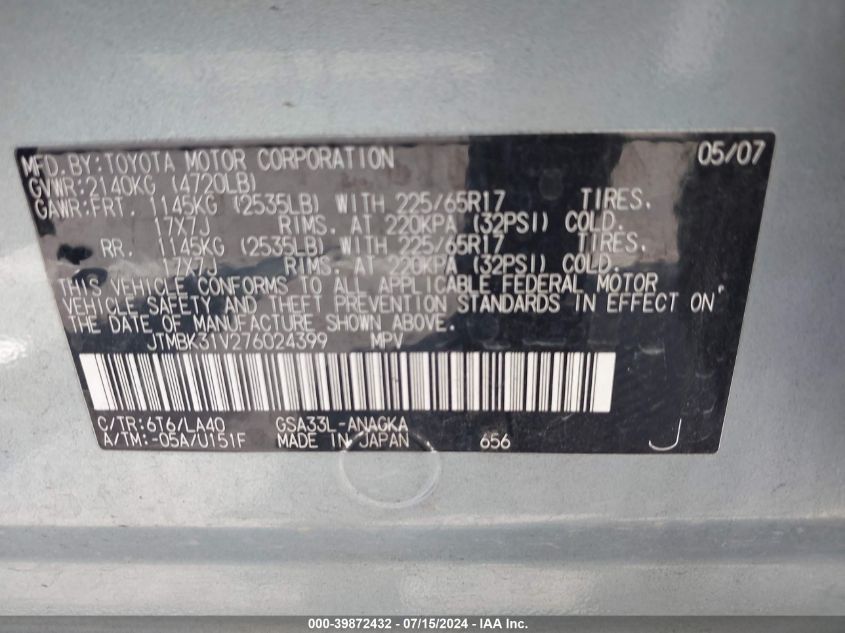 MFD.BY:TOYOTA MOTOR CORPORATION 05/07
GVWR:2140KG (4720LB)
GAWR:FRT. 1145KG (2535LB) WITH 225/65R17 TIRES.
17X7J RIMS. AT 220KPA (32PSI) COLD.
RR. 1145KG (2535LB) WITH 225/65R17 TIRES.
17X7J RIMS. AT 220KPA (32PSI) COLD.
THIS VEHICLE CONFORMS TO ALL APPLICABLE FEDERAL MOTOR
VEHICLE SAFETY AND THEFT PREVENTION STANDARDS IN EFFECT ON
THE DATE OF MANUFACTURE SHOWN ABOVE.
JTMBK31V276024399 MPV
C/TR:6T6/LA40 GSA33L-ANAGKA
A/TM:-05A/U151F MADE IN JAPAN 656 J
000-39872432 - 07/15/2024 - IAA Inc.